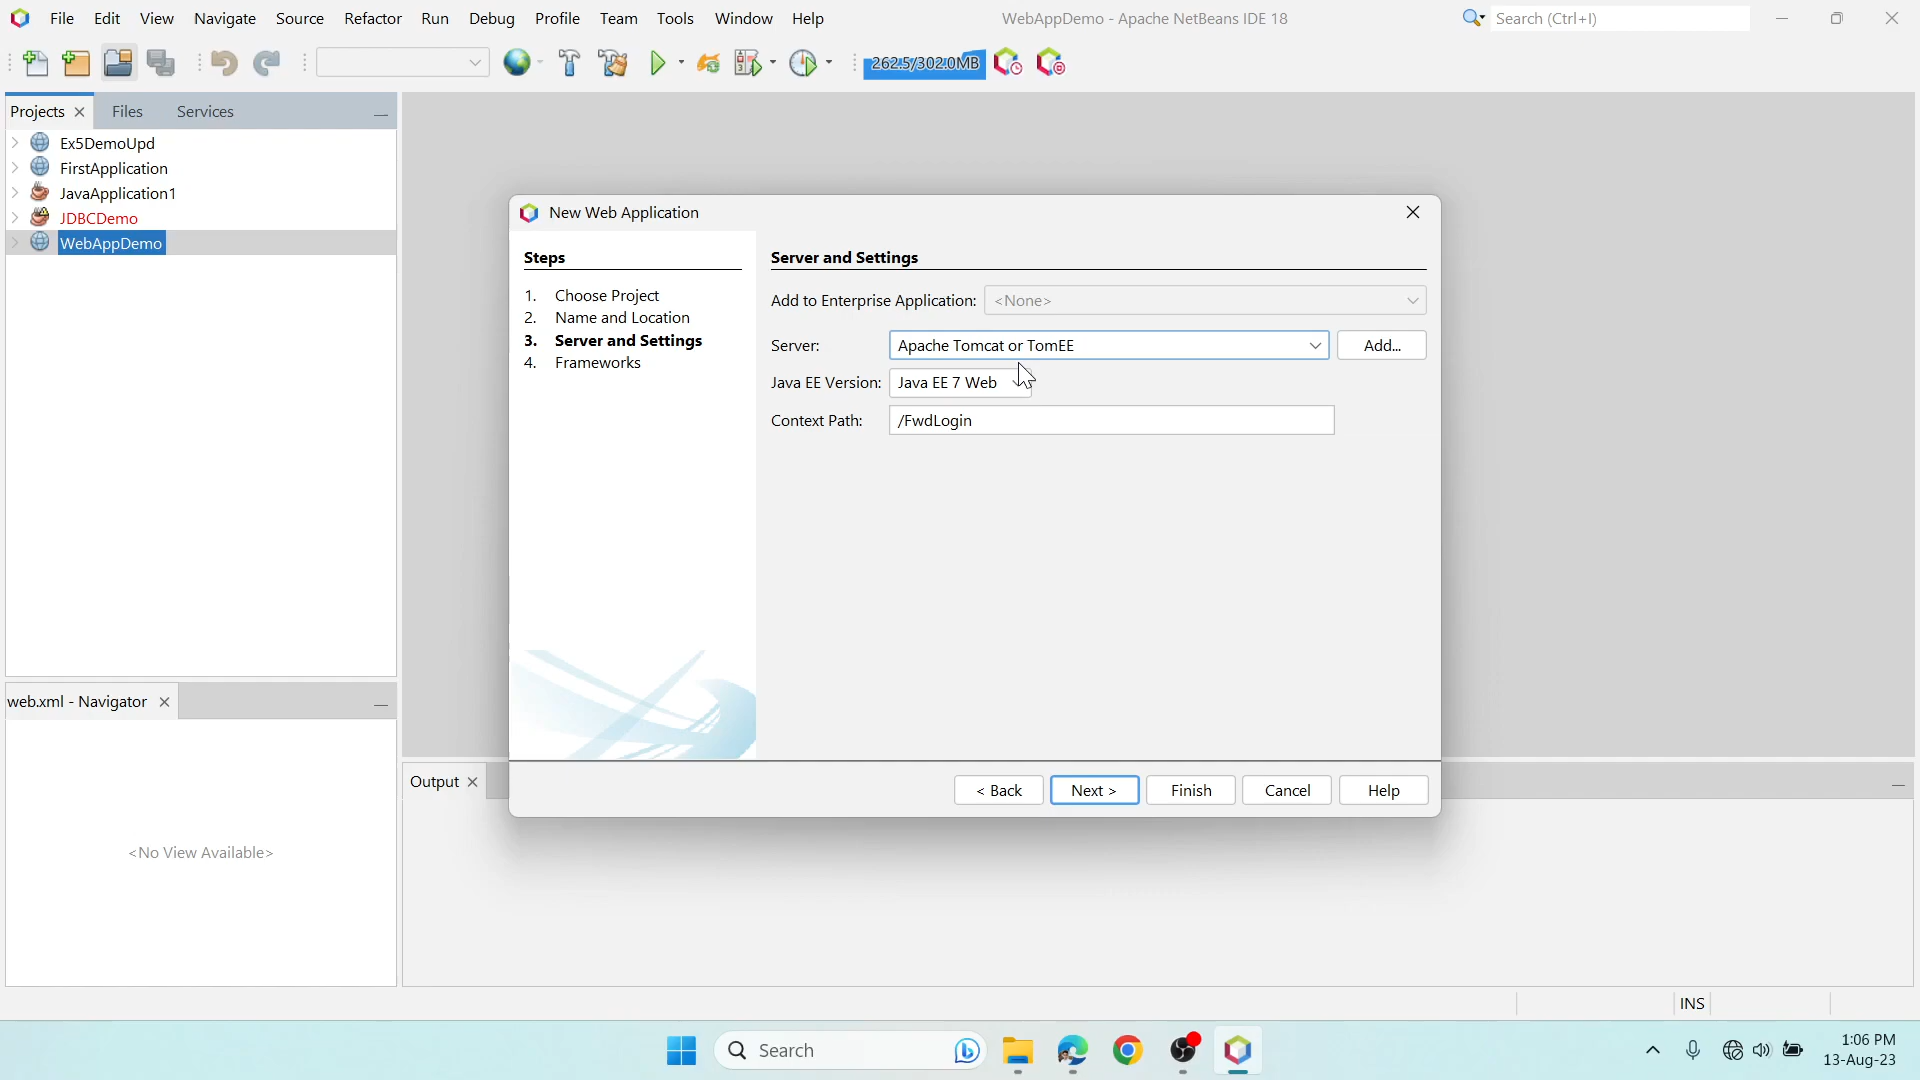 File Edit View Navigate Source Refactor Run Debug Profile Team Tools Window Help
WebAppDemo - Apache NetBeans IDE 18
Search (Ctrl+I)
262.5/302.0MB
Projects Files Services
Ex5DemoUpd
FirstApplication
JavaApplication1
JDBCDemo
WebAppDemo
New Web Application
Steps
1. Choose Project
2. Name and Location
3. Server and Settings
4. Frameworks
Server and Settings
Add to Enterprise Application: <None>
Server: Apache Tomcat or TomEE Add...
Java EE Version: Java EE 7 Web
Context Path: /FwdLogin
< Back Next > Finish Cancel Help
web.xml - Navigator
<No View Available>
Output
INS
Search
1:06 PM
13-Aug-23